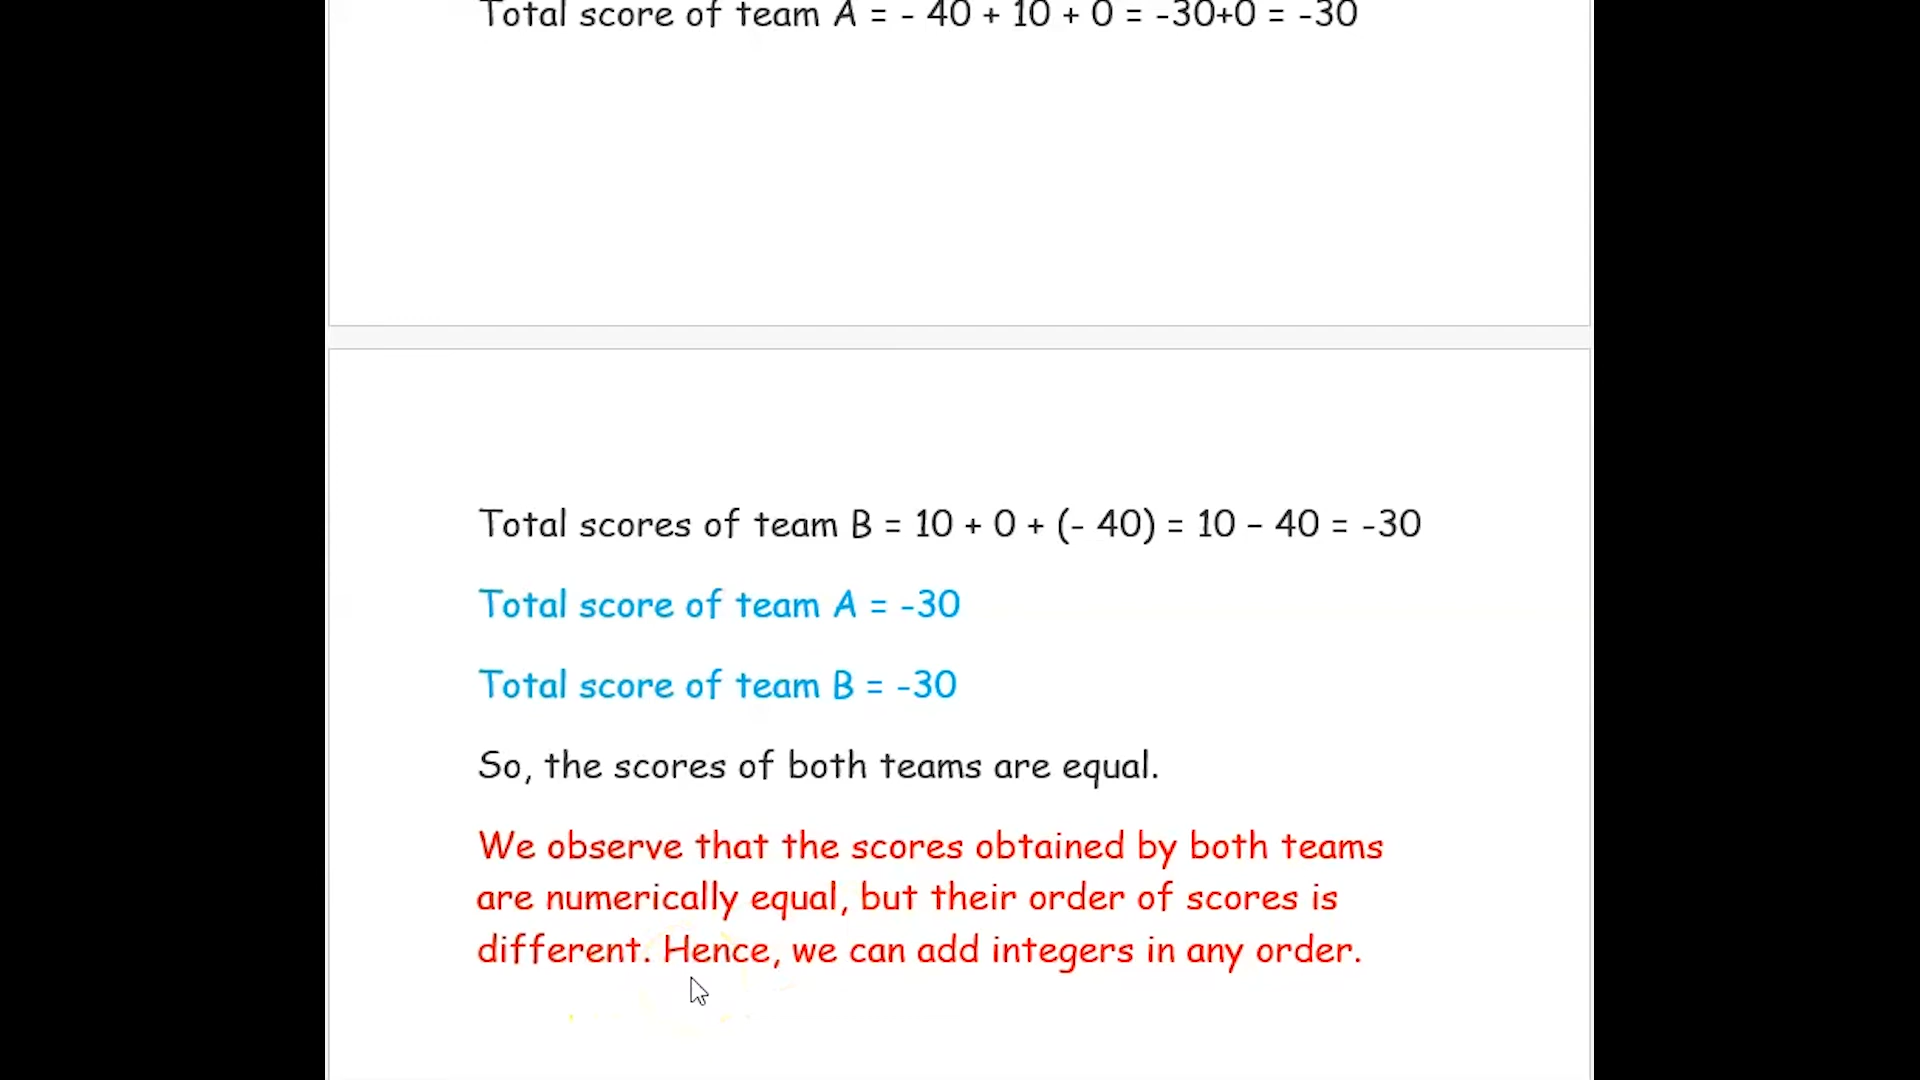 Total score of team A = - 40 + 10 + 0 = -30+0 = -30
Total scores of team B = 10 + 0 + (- 40) = 10 – 40 = -30
Total score of team A = -30
Total score of team B = -30
So, the scores of both teams are equal.
We observe that the scores obtained by both teams
are numerically equal, but their order of scores is
different. Hence, we can add integers in any order.